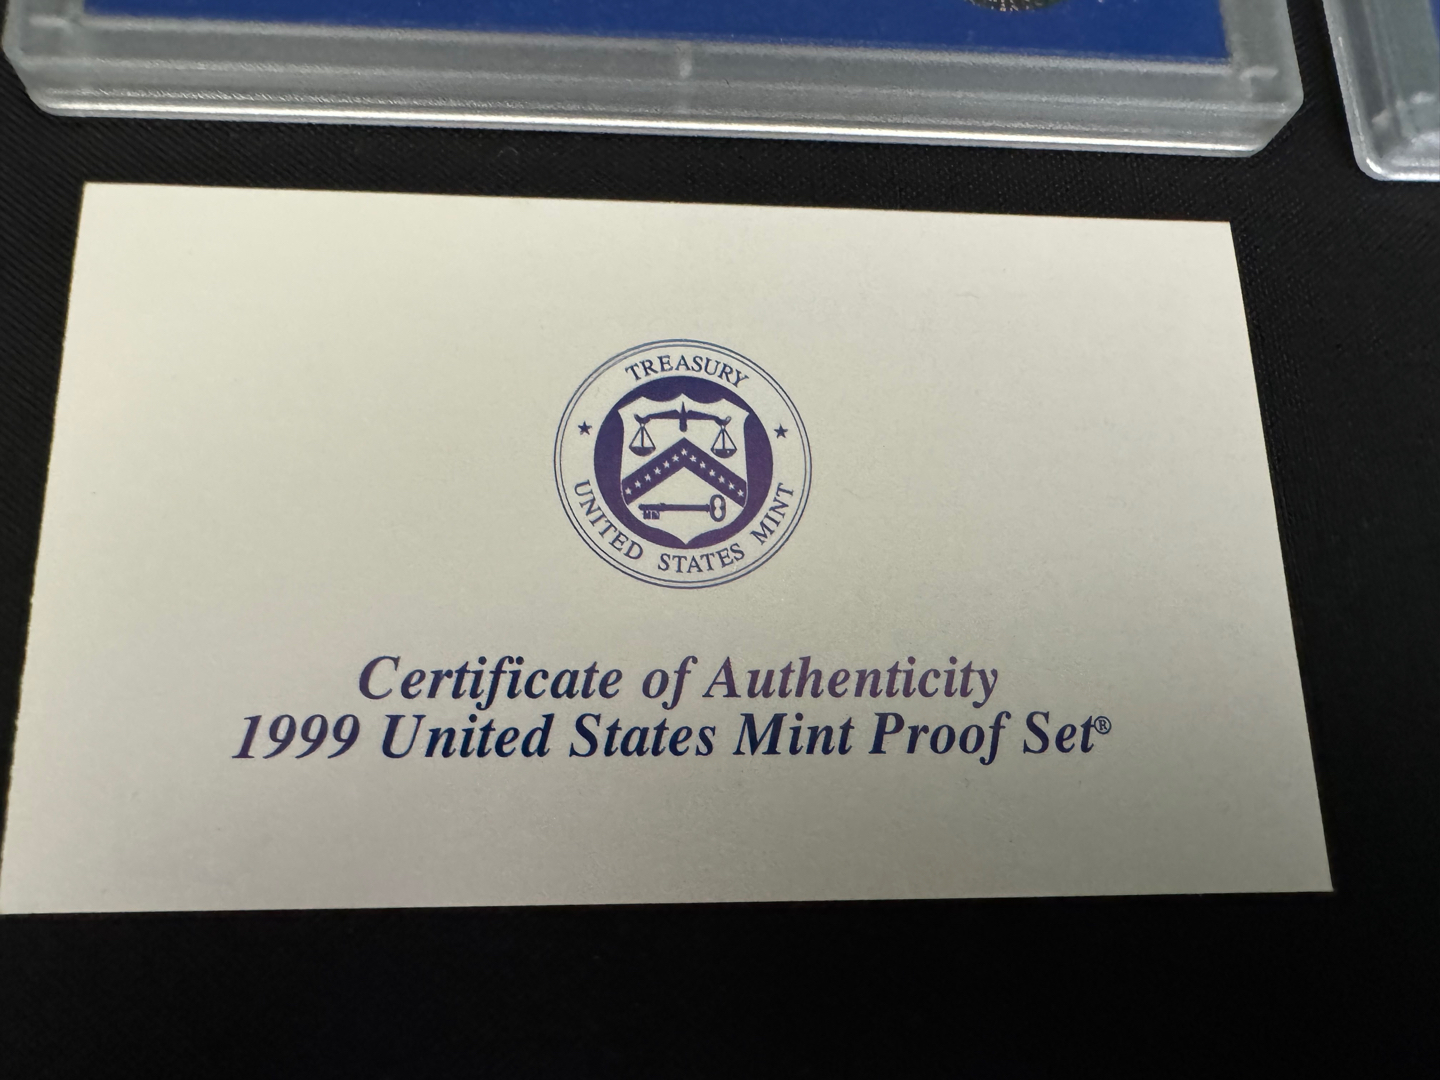 TREASURY
UNITED STATES MINT
Certificate of Authenticity
1999 United States Mint Proof Set®